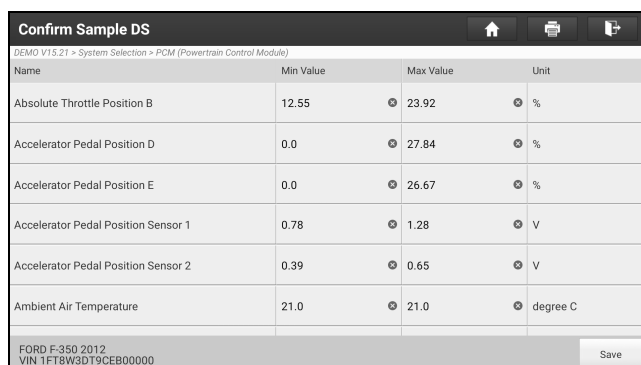 Confirm Sample DS
DEMO V15.21 > System Selection > PCM (Powertrain Control Module)
Name Min Value Max Value Unit
Absolute Throttle Position B 12.55 23.92 %
Accelerator Pedal Position D 0.0 27.84 %
Accelerator Pedal Position E 0.0 26.67 %
Accelerator Pedal Position Sensor 1 0.78 1.28 V
Accelerator Pedal Position Sensor 2 0.39 0.65 V
Ambient Air Temperature 21.0 21.0 degree C
FORD F-350 2012
VIN 1FT8W3DT9CEB00000
Save